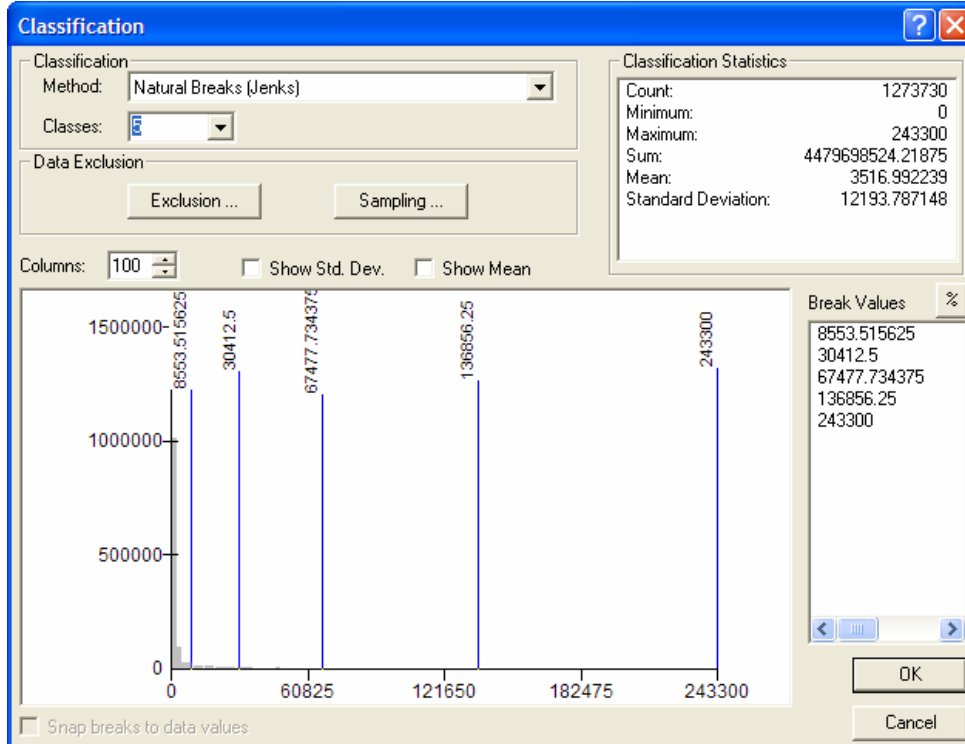 Classification
Classification
Method: Natural Breaks (Jenks)
Classes: 5
Data Exclusion
Exclusion ...
Sampling ...
Classification Statistics
Count: 1273730
Minimum: 0
Maximum: 243300
Sum: 4479698524.21875
Mean: 3516.992239
Standard Deviation: 12193.787148
Columns: 100 Show Std. Dev. Show Mean
Break Values %
8553.515625
30412.5
67477.734375
136856.25
243300
1500000
1000000
500000
0
8553.515625
30412.5
67477.734375
136856.25
243300
0 60825 121650 182475 243300
OK
Cancel
Snap breaks to data values